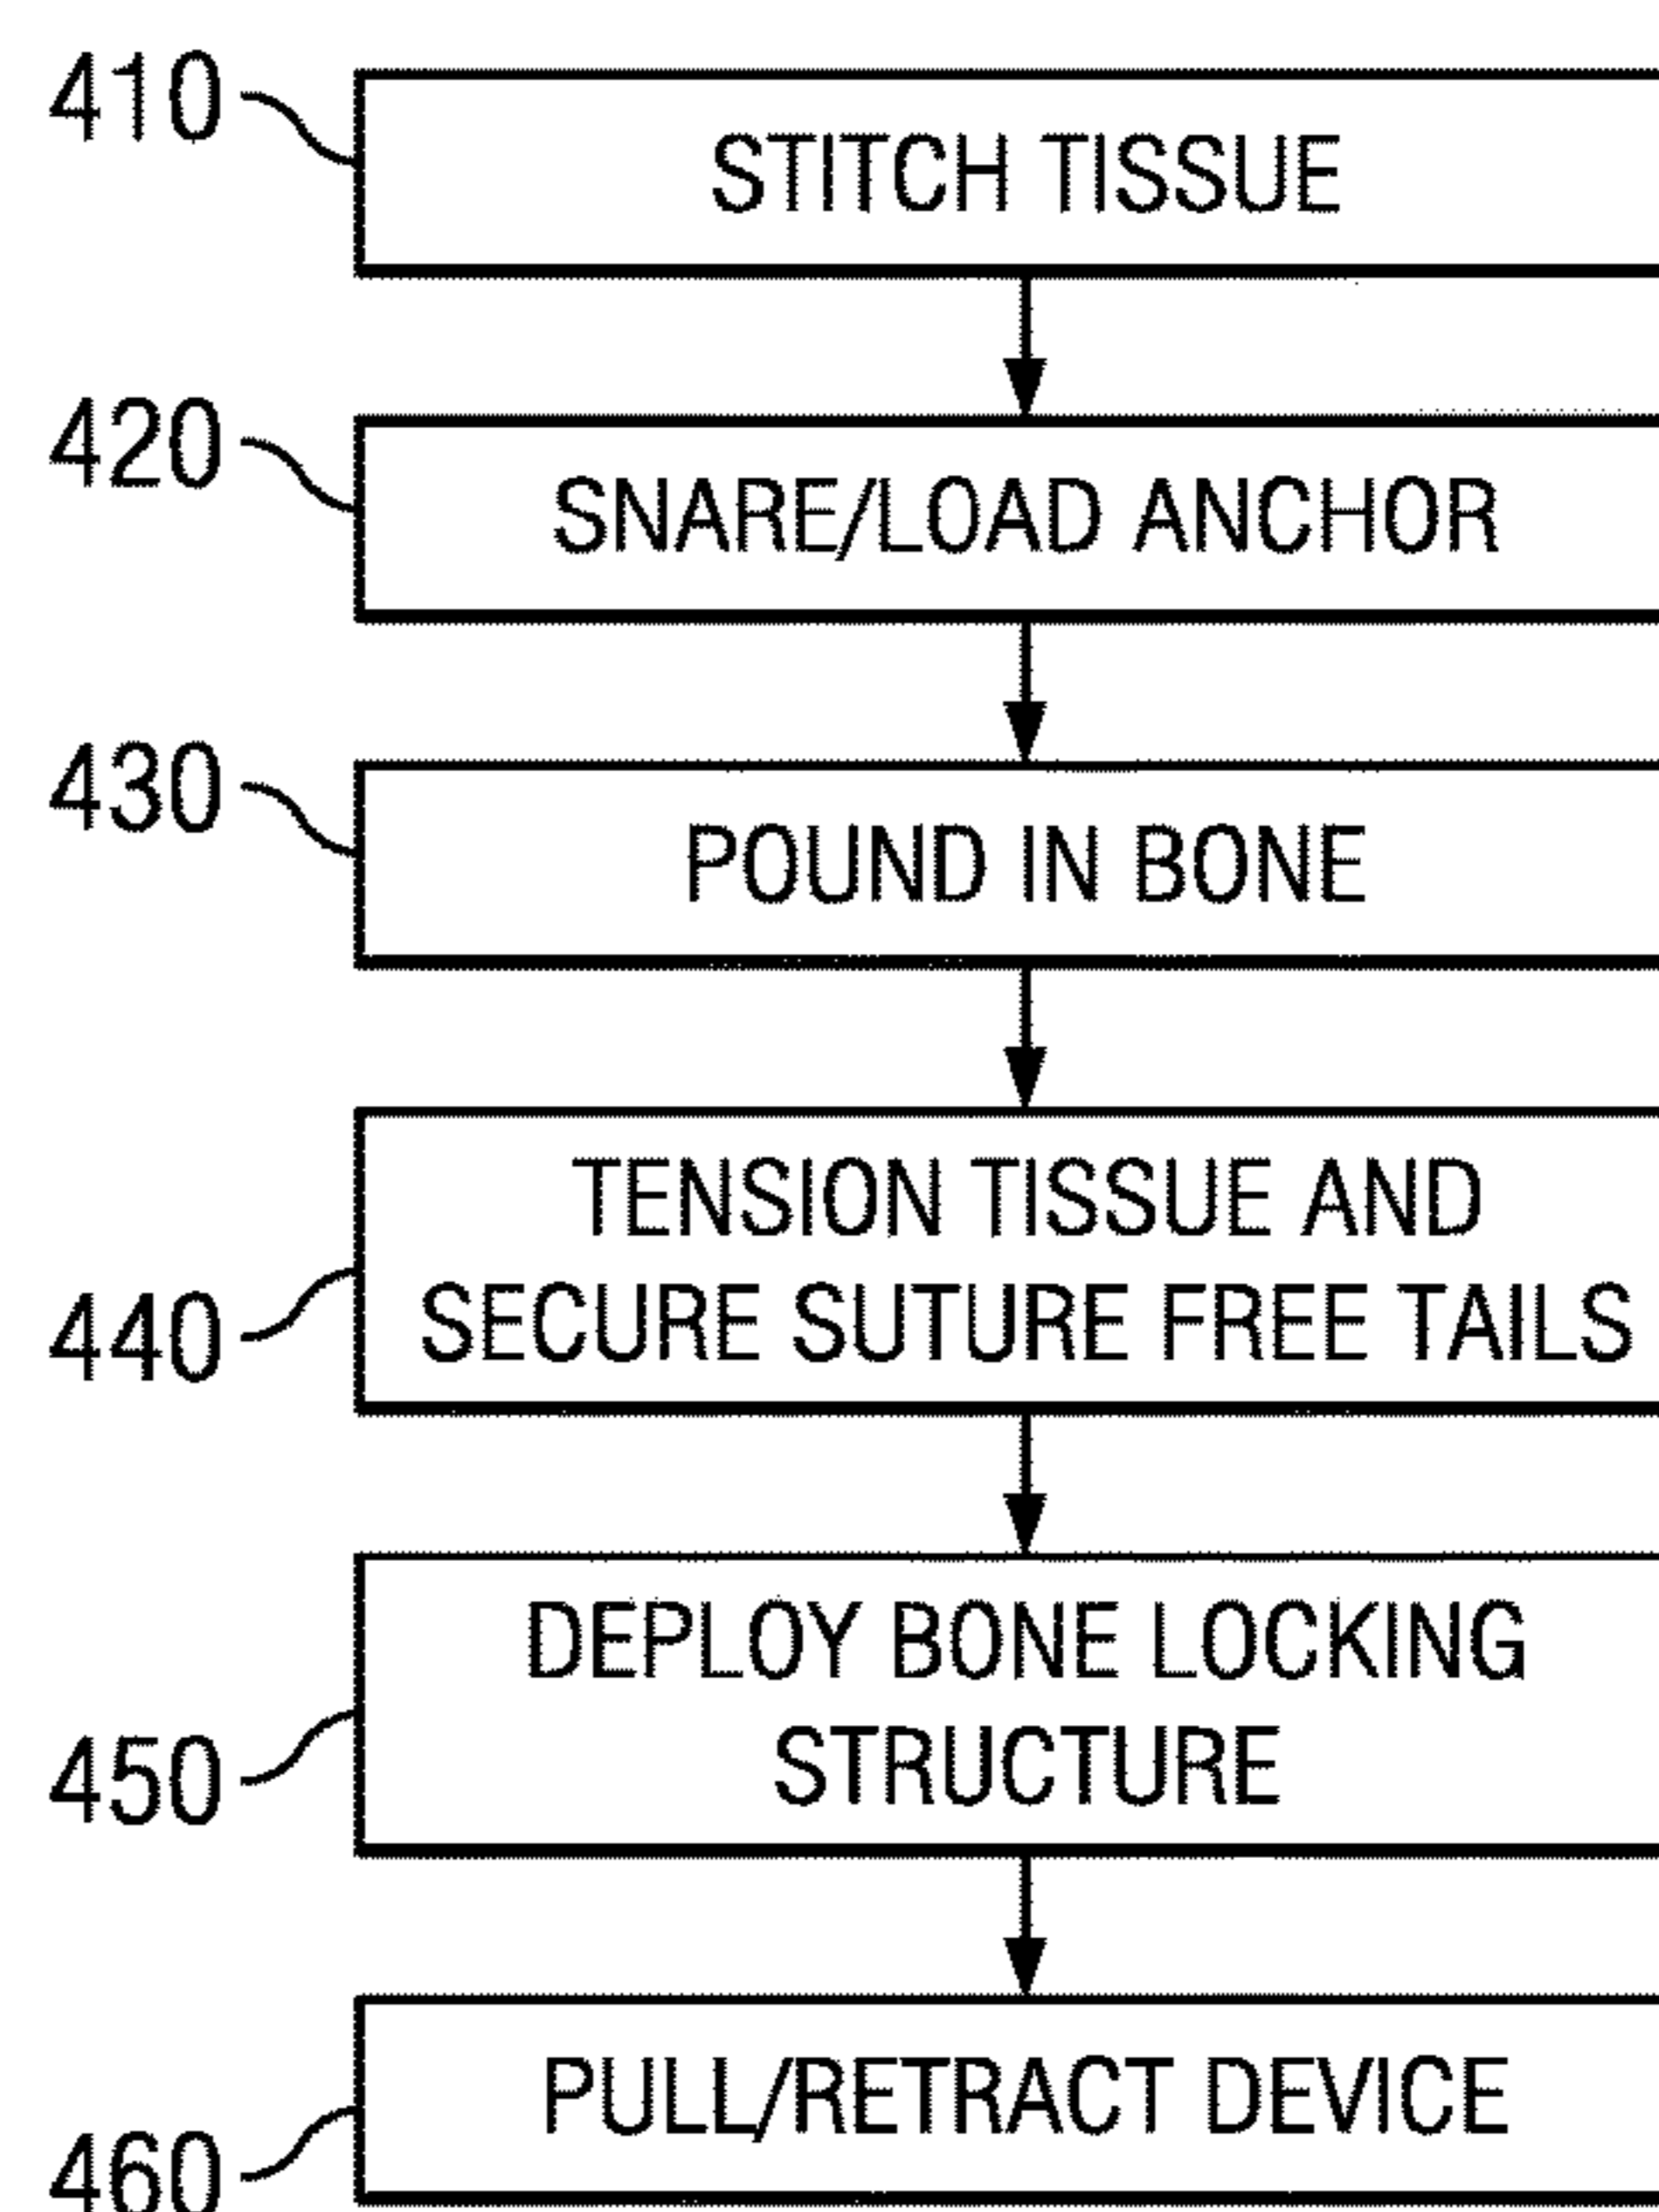 410
STITCH TISSUE
420
SNARE/LOAD ANCHOR
430
POUND IN BONE
TENSION TISSUE AND
SECURE SUTURE FREE TAILS
440
DEPLOY BONE LOCKING
STRUCTURE
450
PULL/RETRACT DEVICE
460